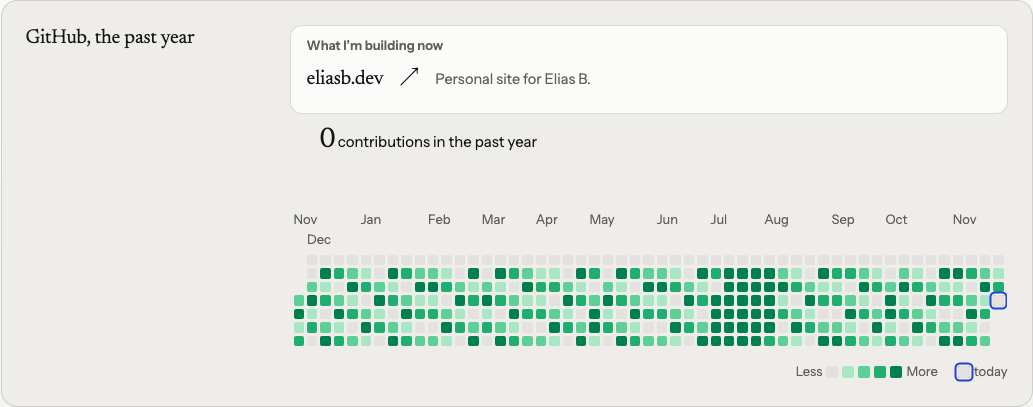 GitHub, the past year
What I'm building now
eliasb.dev ↗ Personal site for Elias B.
0 contributions in the past year
Nov Jan Feb Mar Apr May Jun Jul Aug Sep Oct Nov
Dec
Less More today